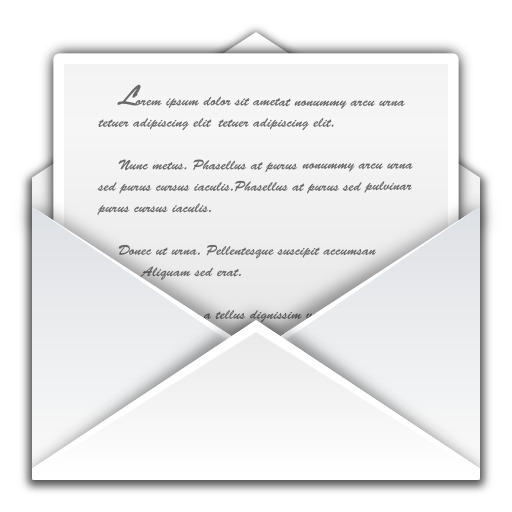 Lorem ipsum dolor sit ametat nonummy arcu urna
tetuer adipiscing elit tetuer adipiscing elit.
Nunc metus. Phasellus at purus nonummy arcu urna
sed purus cursus iaculis.Phasellus at purus sed pulvinar
purus cursus iaculis.
Donec ut urna. Pellentesque suscipit accumsan
Aliquam sed erat.
a tellus dignissim